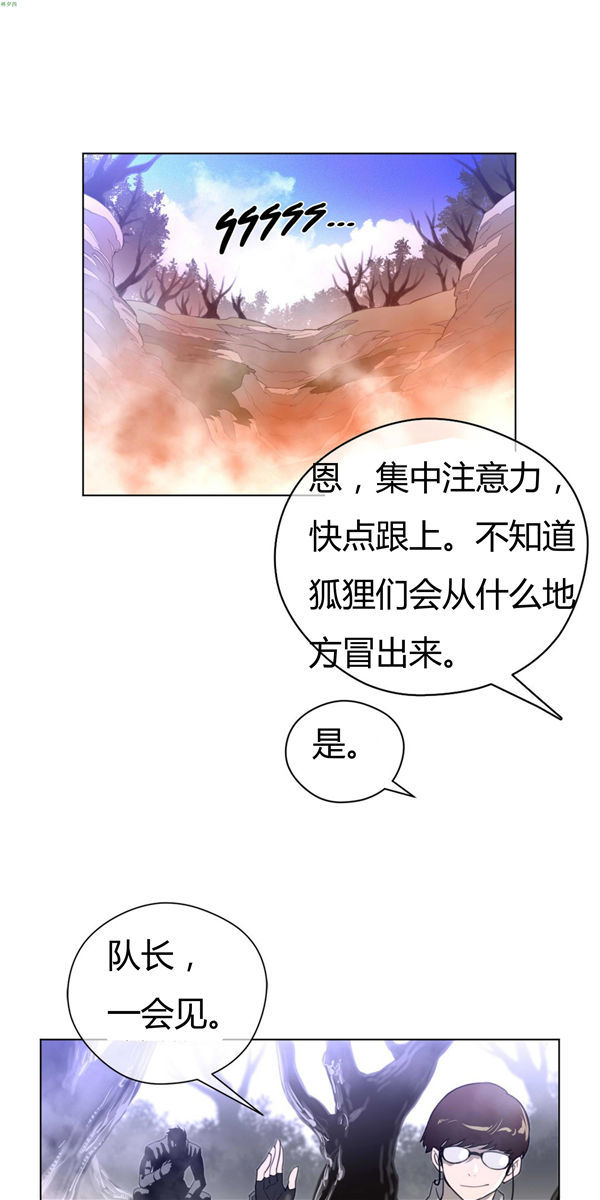 SSSSS...
恩，集中注意力，
快点跟上。不知道
狐狸们会从什么地
方冒出来。
是。
队长，
一会见。